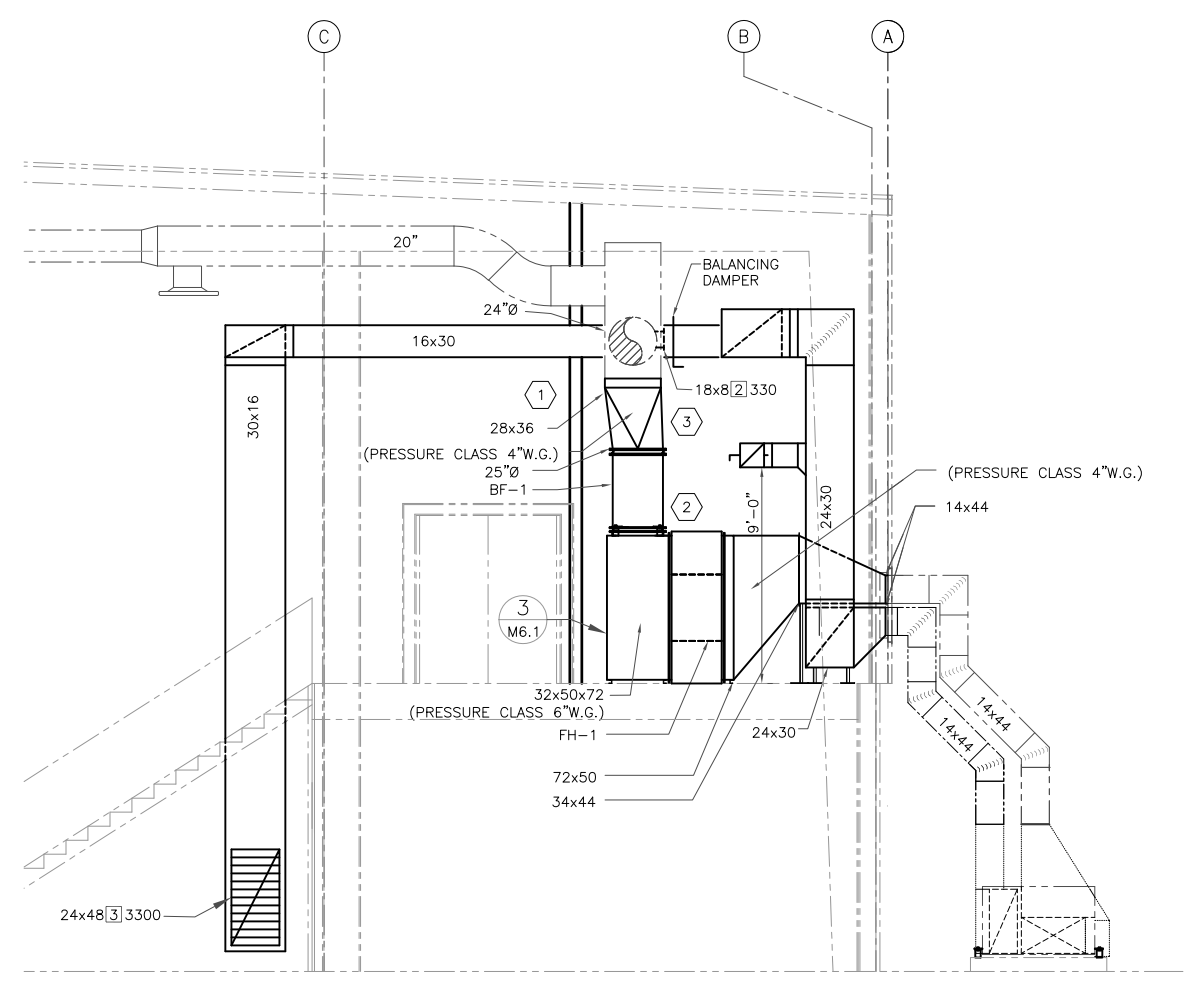 C
B
A
20"
BALANCING
DAMPER
24"Ø
16x30
18x8 2 330
1
30x16
28x36
3
(PRESSURE CLASS 4"W.G.)
25"Ø
BF-1
(PRESSURE CLASS 4"W.G.)
2
9'-0"
24x30
14x44
3
M6.1
32x50x72
(PRESSURE CLASS 6"W.G.)
FH-1
24x30
14x44
14x44
72x50
34x44
24x48 3 3300